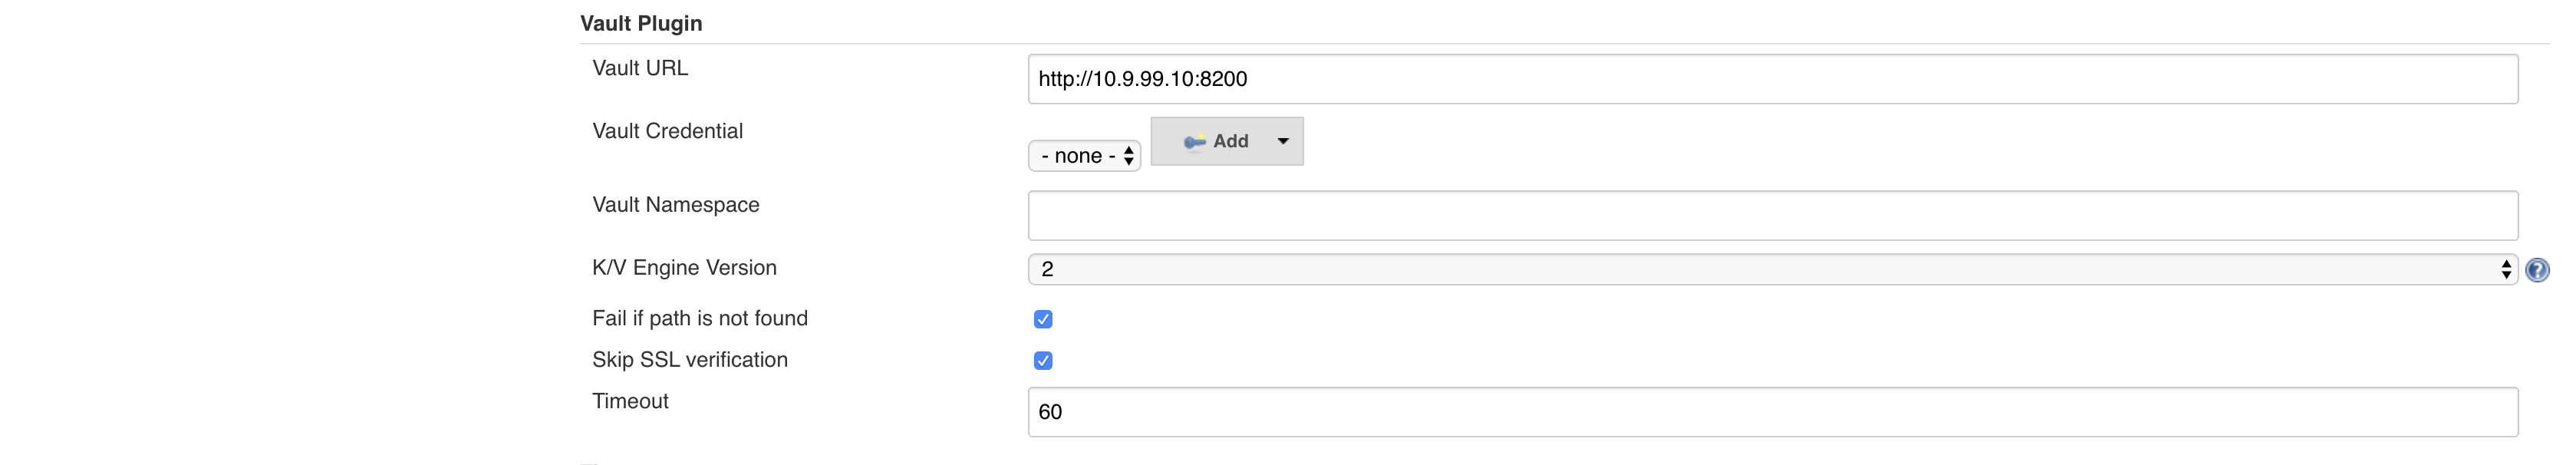 Vault Plugin
Vault URL
http://10.9.99.10:8200
Vault Credential
- none -
Add
Vault Namespace
K/V Engine Version
2
?
Fail if path is not found
Skip SSL verification
Timeout
60